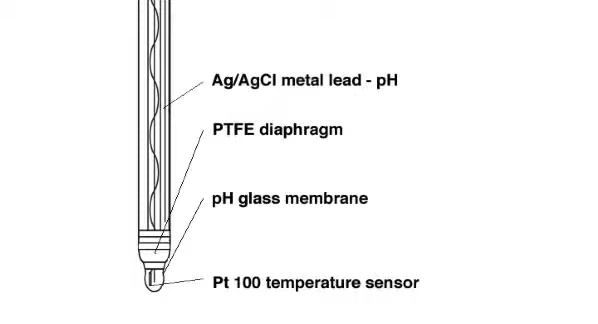 Ag/AgCl metal lead - pH
PTFE diaphragm
pH glass membrane
Pt 100 temperature sensor